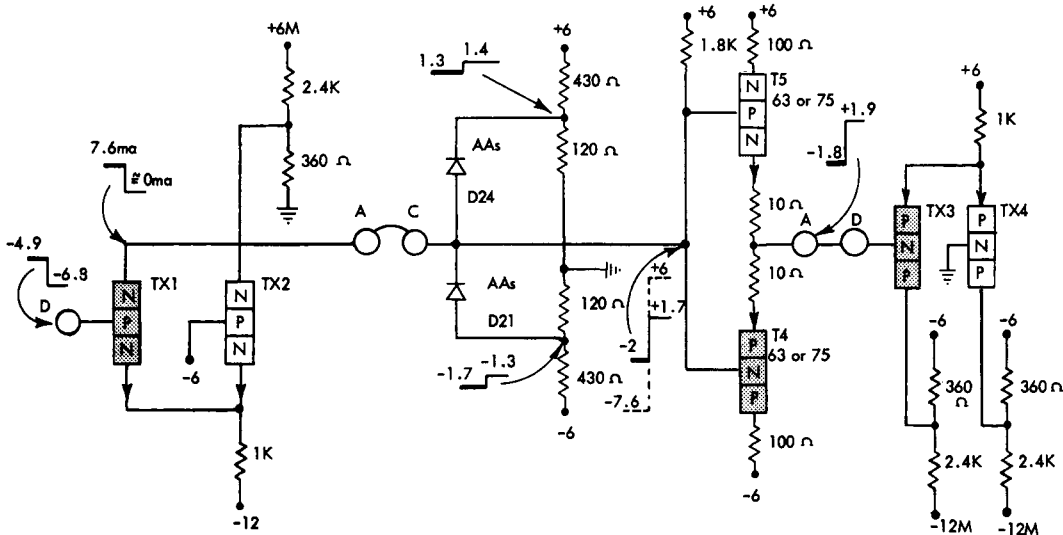 +6M
2.4K
360 Ω
7.6ma
≅0ma
-4.9
-6.8
D
TX1
N
P
N
TX2
N
P
N
-6
1K
-12
A
C
1.3
1.4
+6
430 Ω
120 Ω
AAs
D24
AAs
D21
120 Ω
-1.7
-1.3
430 Ω
-6
+6
+1.7
-2
-7.6
+6
1.8K
+6
100 Ω
T5
63 or 75
N
P
N
10 Ω
10 Ω
T4
63 or 75
P
N
P
100 Ω
-6
+1.9
-1.8
A
D
+6
1K
TX3
P
N
P
TX4
P
N
P
-6
360 Ω
2.4K
-12M
-6
360 Ω
2.4K
-12M